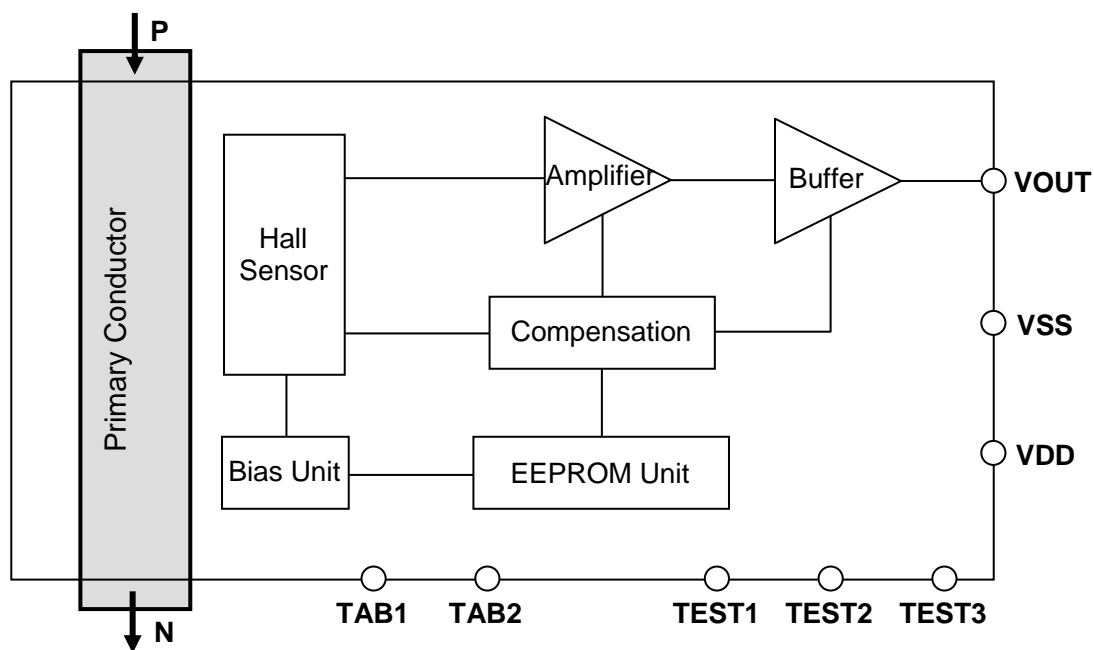 P
Primary Conductor
Hall
Sensor
Amplifier
Buffer
VOUT
Compensation
VSS
Bias Unit
EEPROM Unit
VDD
TAB1
TAB2
TEST1
TEST2
TEST3
N